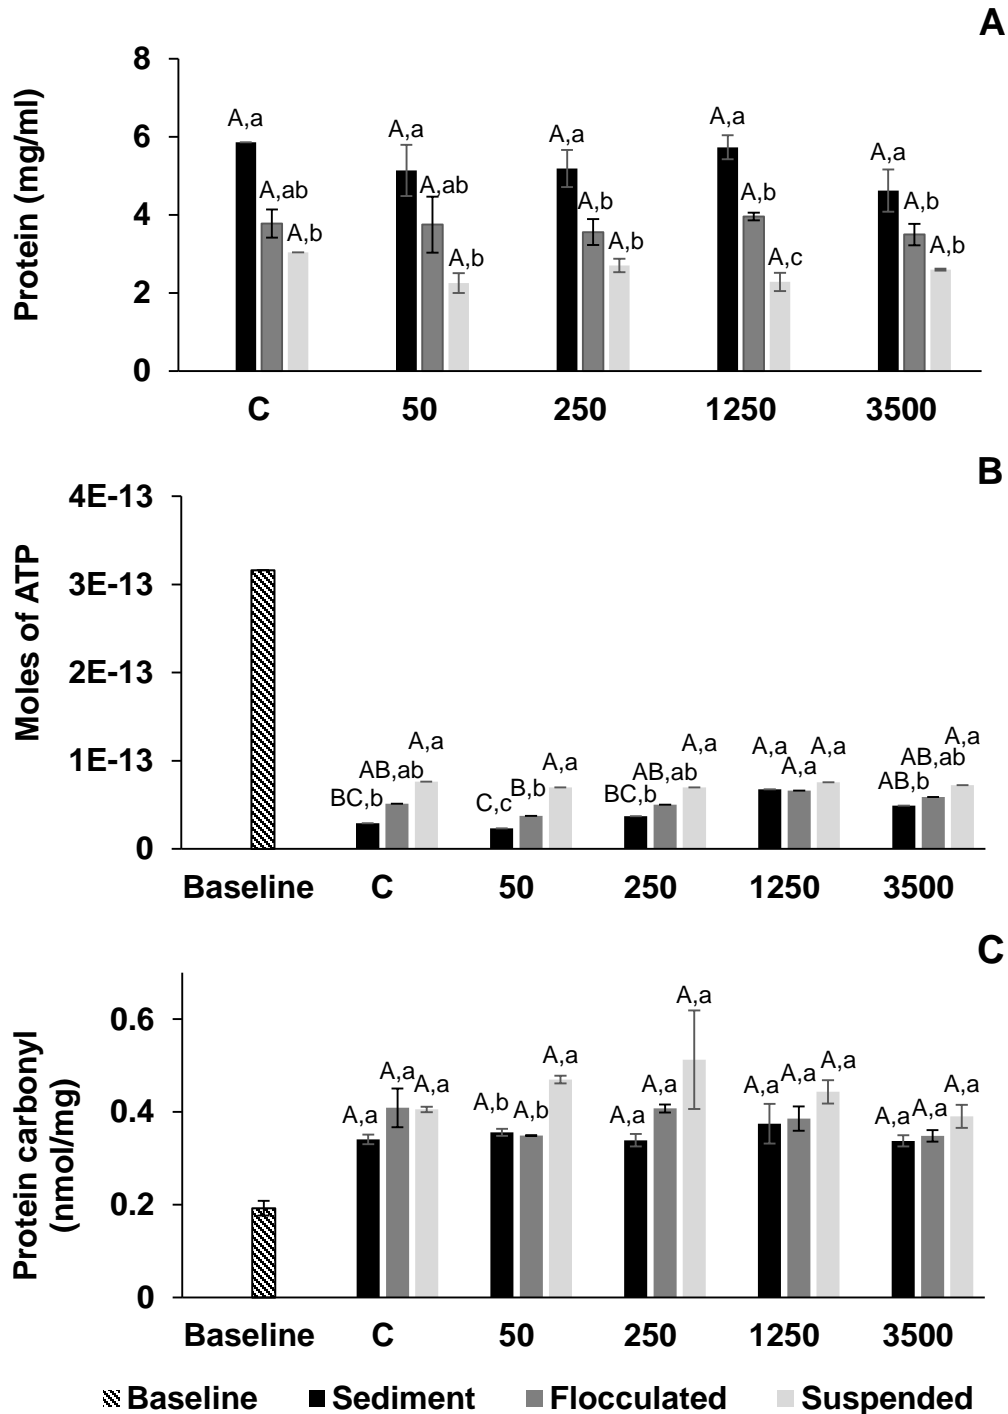 A
Protein (mg/ml)
8
6
4
2
0
A,a
A,ab
A,b
A,a
A,ab
A,b
A,a
A,b
A,b
A,a
A,b
A,c
A,a
A,b
A,b
C 50 250 1250 3500
B
Moles of ATP
4E-13
3E-13
2E-13
1E-13
0
BC,b
AB,ab
A,a
C,c
B,b
A,a
BC,b
AB,ab
A,a
A,a
A,a
A,a
AB,b
AB,ab
A,a
Baseline C 50 250 1250 3500
C
Protein carbonyl
(nmol/mg)
0.6
0.4
0.2
0
A,a
A,a
A,a
A,b
A,b
A,a
A,a
A,a
A,a
A,a
A,a
A,a
A,a
A,a
A,a
Baseline C 50 250 1250 3500
Baseline Sediment Flocculated Suspended